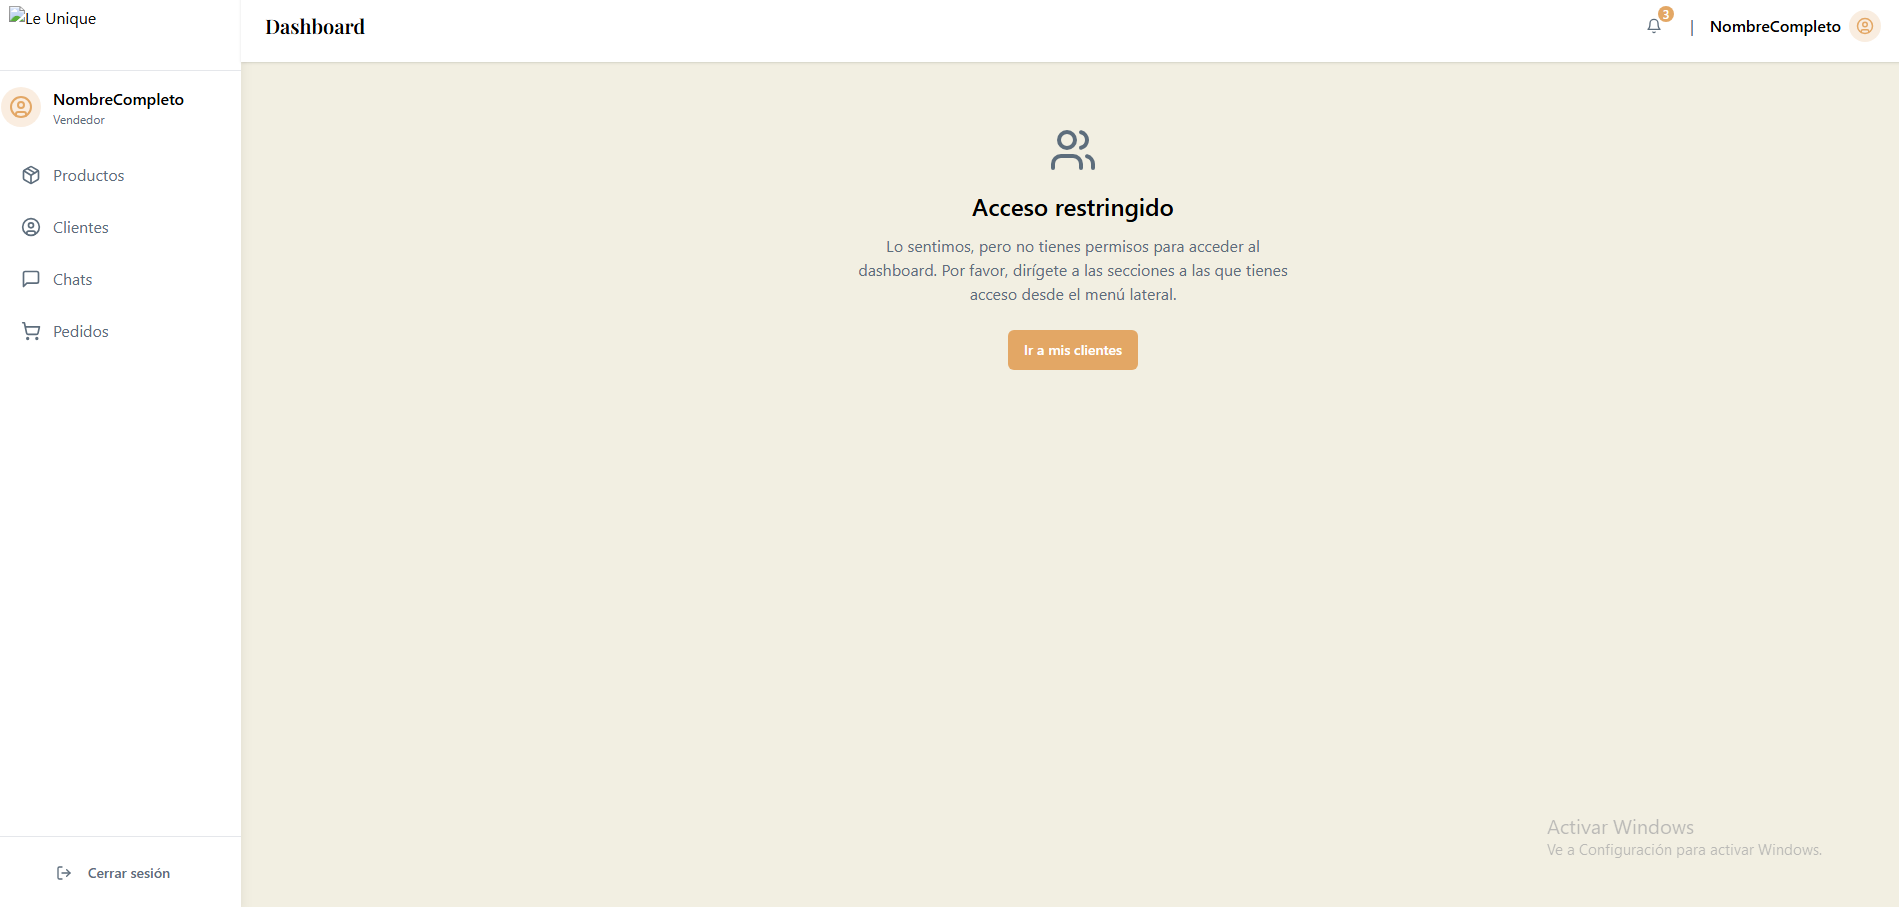 Le Unique
Dashboard
3
|
NombreCompleto
NombreCompleto
Vendedor
Productos
Clientes
Chats
Pedidos
Acceso restringido
Lo sentimos, pero no tienes permisos para acceder al
dashboard. Por favor, dirígete a las secciones a las que tienes
acceso desde el menú lateral.
Ir a mis clientes
Activar Windows
Ve a Configuración para activar Windows.
Cerrar sesión